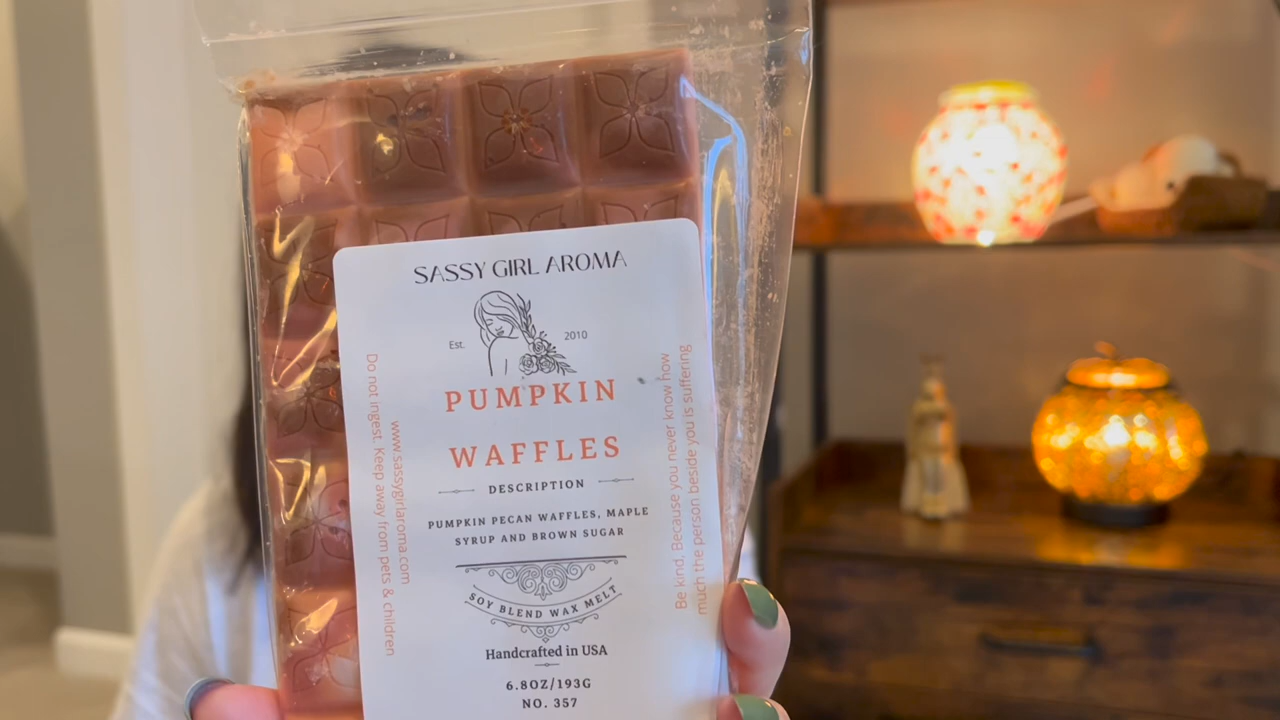 SASSY GIRL AROMA
Est. 2010
PUMPKIN
WAFFLES
DESCRIPTION
PUMPKIN PECAN WAFFLES, MAPLE
SYRUP AND BROWN SUGAR
SOY BLEND WAX MELT
Handcrafted in USA
6.8OZ/193G
NO. 357
www.sassygirlaroma.com
Do not ingest. Keep away from pets & children
Be kind. Because you never know how
much the person beside you is suffering